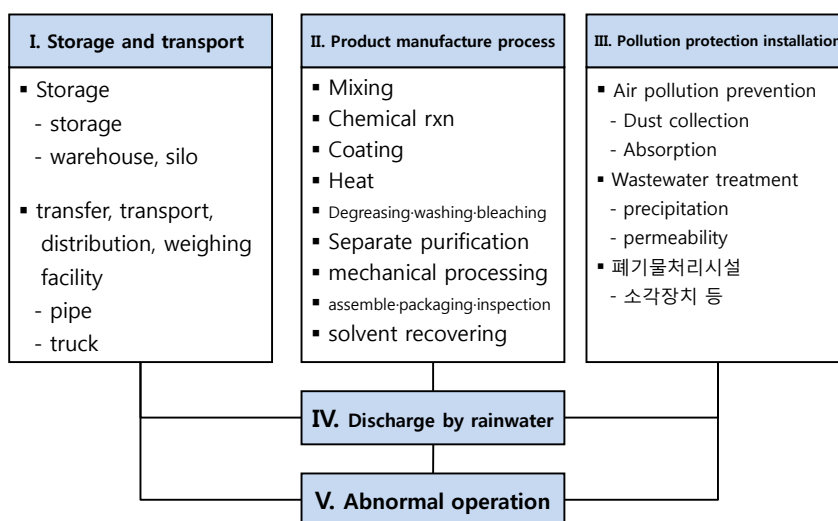 I. Storage and transport
▪ Storage
- storage
- warehouse, silo
▪ transfer, transport,
distribution, weighing
facility
- pipe
- truck
II. Product manufacture process
▪ Mixing
▪ Chemical rxn
▪ Coating
▪ Heat
▪ Degreasing·washing·bleaching
▪ Separate purification
▪ mechanical processing
▪ assemble·packaging·inspection
▪ solvent recovering
III. Pollution protection installation
▪ Air pollution prevention
- Dust collection
- Absorption
▪ Wastewater treatment
- precipitation
- permeability
▪ 폐기물처리시설
- 소각장치 등
IV. Discharge by rainwater
V. Abnormal operation